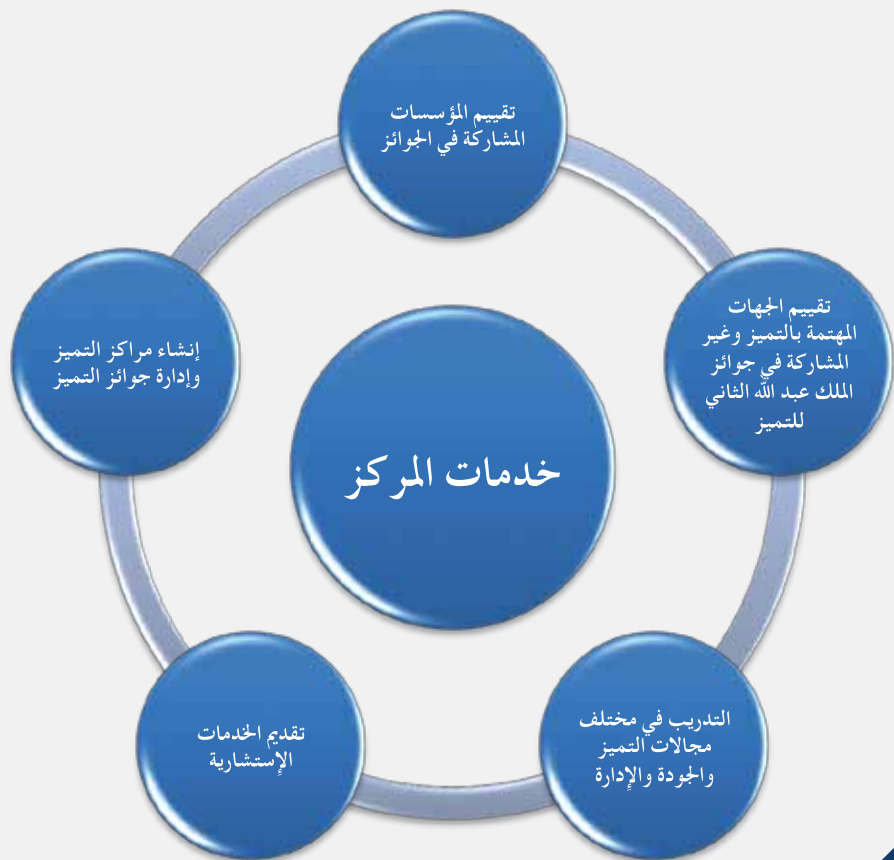 تقييم المؤسسات
المشاركة في الجوائز
تقييم الجهات
المهتمة بالتميز وغير
المشاركة في جوائز
الملك عبد الله الثاني
للتميز
إنشاء مراكز التميز
وإدارة جوائز التميز
خدمات المركز
التدريب في مختلف
مجالات التميز
والجودة والإدارة
تقديم الخدمات
الإستشارية